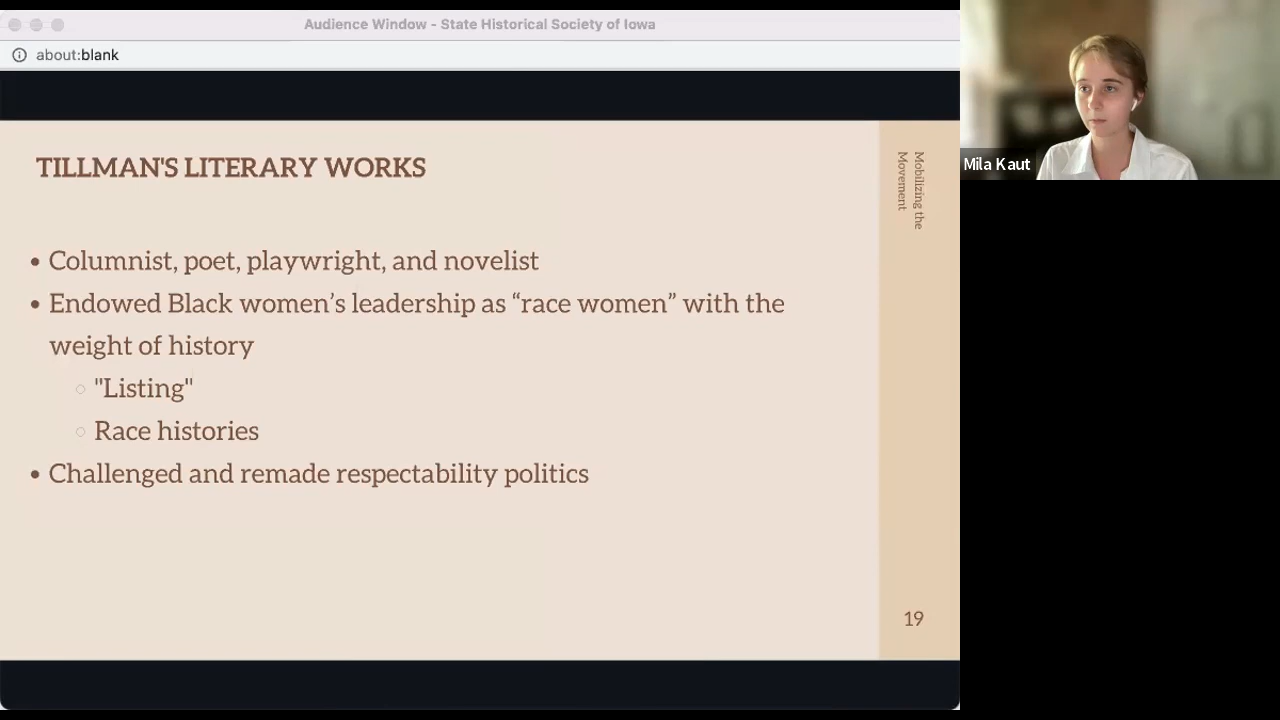 Audience Window - State Historical Society of Iowa
about:blank
TILLMAN'S LITERARY WORKS
• Columnist, poet, playwright, and novelist
• Endowed Black women’s leadership as “race women” with the
weight of history
○ "Listing"
○ Race histories
• Challenged and remade respectability politics
Mobilizing the
Movement
19
Mila Kaut